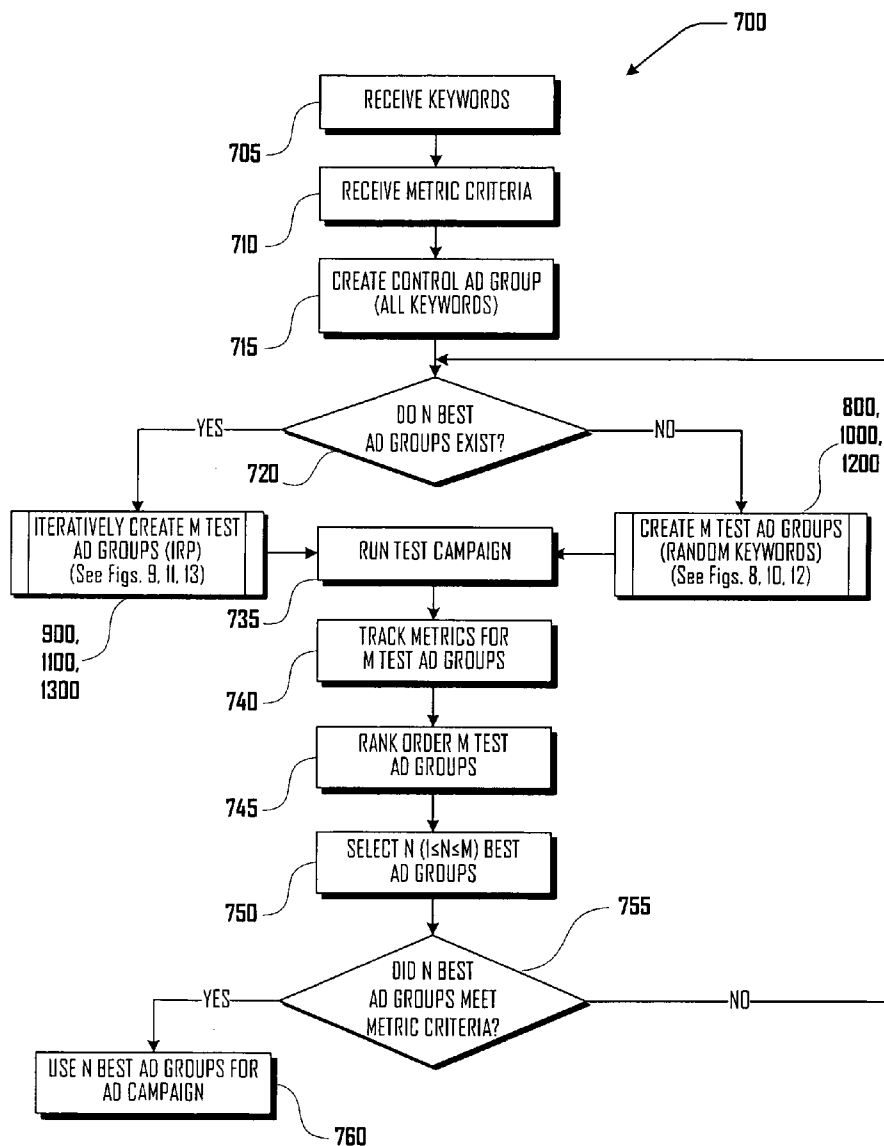 700
RECEIVE KEYWORDS
705
RECEIVE METRIC CRITERIA
710
CREATE CONTROL AD GROUP
(ALL KEYWORDS)
715
YES
DO N BEST
AD GROUPS EXIST?
NO
720
800,
1000,
1200
ITERATIVELY CREATE M TEST
AD GROUPS (IRP)
(See Figs. 9, 11, 13)
RUN TEST CAMPAIGN
CREATE M TEST AD GROUPS
(RANDOM KEYWORDS)
(See Figs. 8, 10, 12)
735
900,
1100,
1300
TRACK METRICS FOR
M TEST AD GROUPS
740
RANK ORDER M TEST
AD GROUPS
745
SELECT N (1≤N≤M) BEST
AD GROUPS
750
755
YES
DID N BEST
AD GROUPS MEET
METRIC CRITERIA?
NO
USE N BEST AD GROUPS FOR
AD CAMPAIGN
760